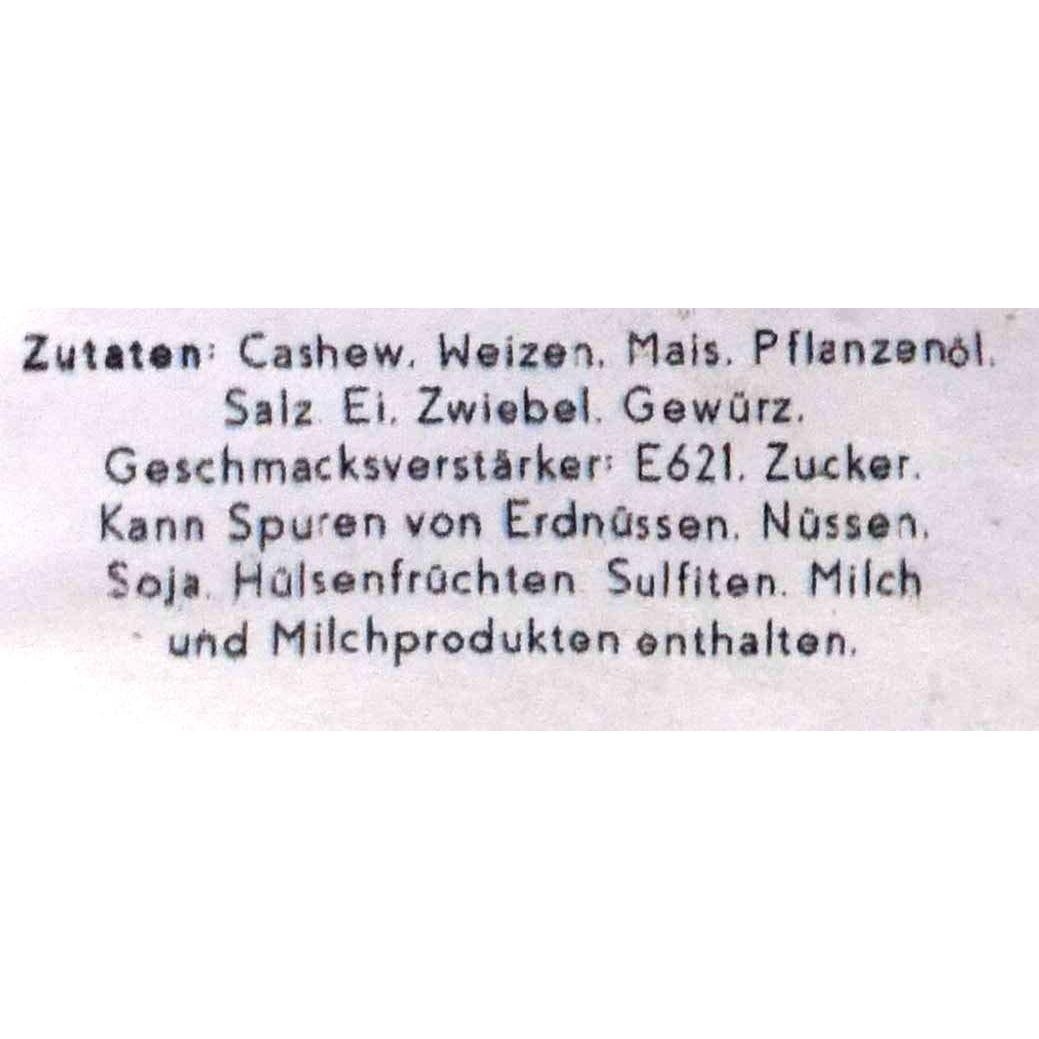 Zutaten: Cashew, Weizen, Mais, Pflanzenöl,
Salz, Ei, Zwiebel, Gewürz,
Geschmacksverstärker: E621, Zucker.
Kann Spuren von Erdnüssen, Nüssen,
Soja, Hülsenfrüchten Sulfiten, Milch
und Milchprodukten enthalten.